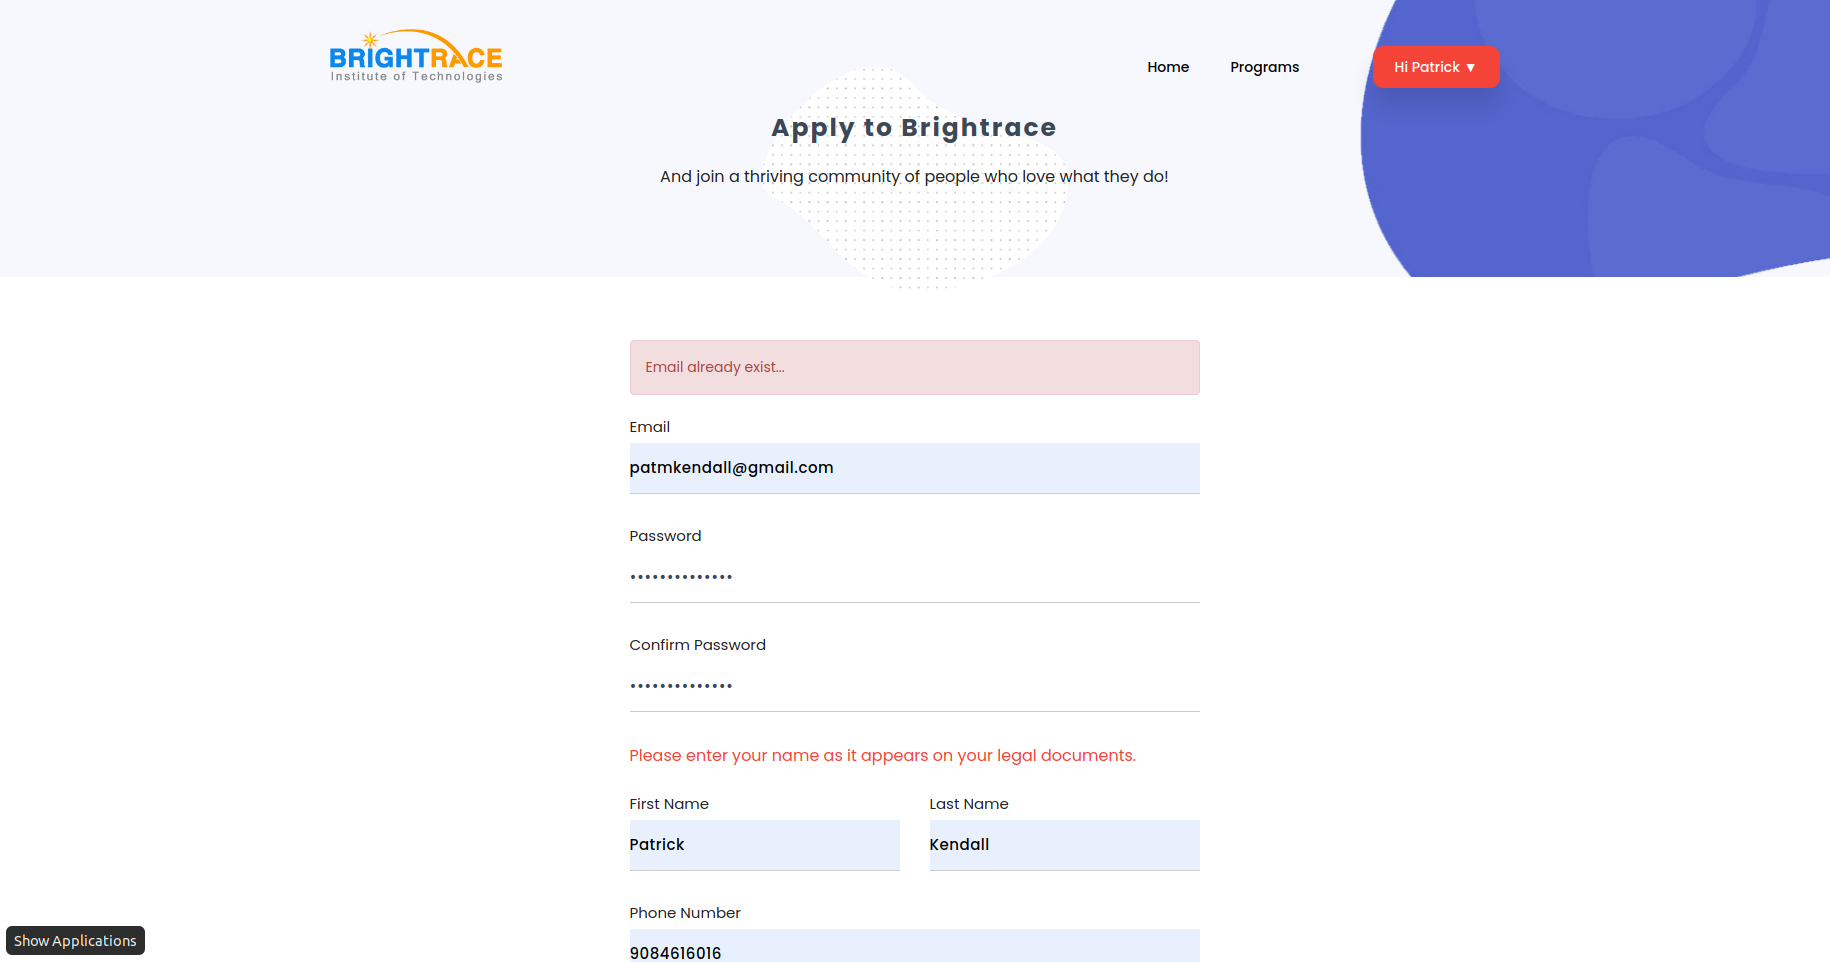 BRIGHTRACE
Institute of Technologies
Home
Programs
Hi Patrick ▼
Apply to Brightrace
And join a thriving community of people who love what they do!
Email already exist...
Email
patmkendall@gmail.com
Password
••••••••••••••
Confirm Password
••••••••••••••
Please enter your name as it appears on your legal documents.
First Name
Last Name
Patrick
Kendall
Phone Number
9084616016
Show Applications